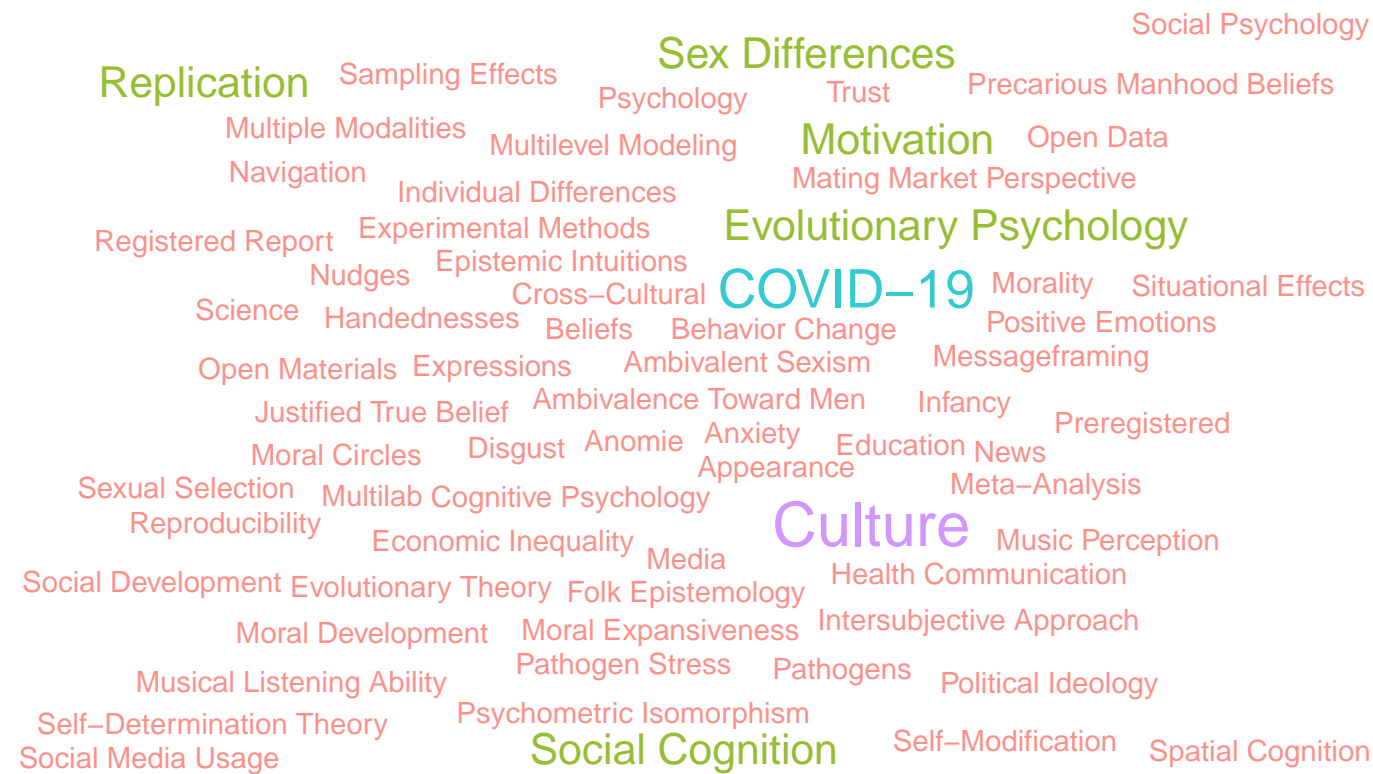 Social Psychology
Sex Differences
Replication
Sampling Effects
Psychology
Trust
Precarious Manhood Beliefs
Multiple Modalities
Multilevel Modeling
Motivation
Open Data
Navigation
Individual Differences
Mating Market Perspective
Registered Report
Experimental Methods
Evolutionary Psychology
Nudges
Epistemic Intuitions
Cross−Cultural
COVID−19
Morality
Situational Effects
Science
Handednesses
Beliefs
Behavior Change
Positive Emotions
Open Materials
Expressions
Ambivalent Sexism
Messageframing
Justified True Belief
Ambivalence Toward Men
Infancy
Preregistered
Moral Circles
Disgust
Anomie
Anxiety
Education
News
Appearance
Sexual Selection
Multilab
Cognitive Psychology
Meta−Analysis
Reproducibility
Economic Inequality
Culture
Music Perception
Media
Social Development
Evolutionary Theory
Folk Epistemology
Health Communication
Moral Development
Moral Expansiveness
Intersubjective Approach
Pathogen Stress
Pathogens
Musical Listening Ability
Political Ideology
Self−Determination Theory
Psychometric Isomorphism
Social Media Usage
Social Cognition
Self−Modification
Spatial Cognition